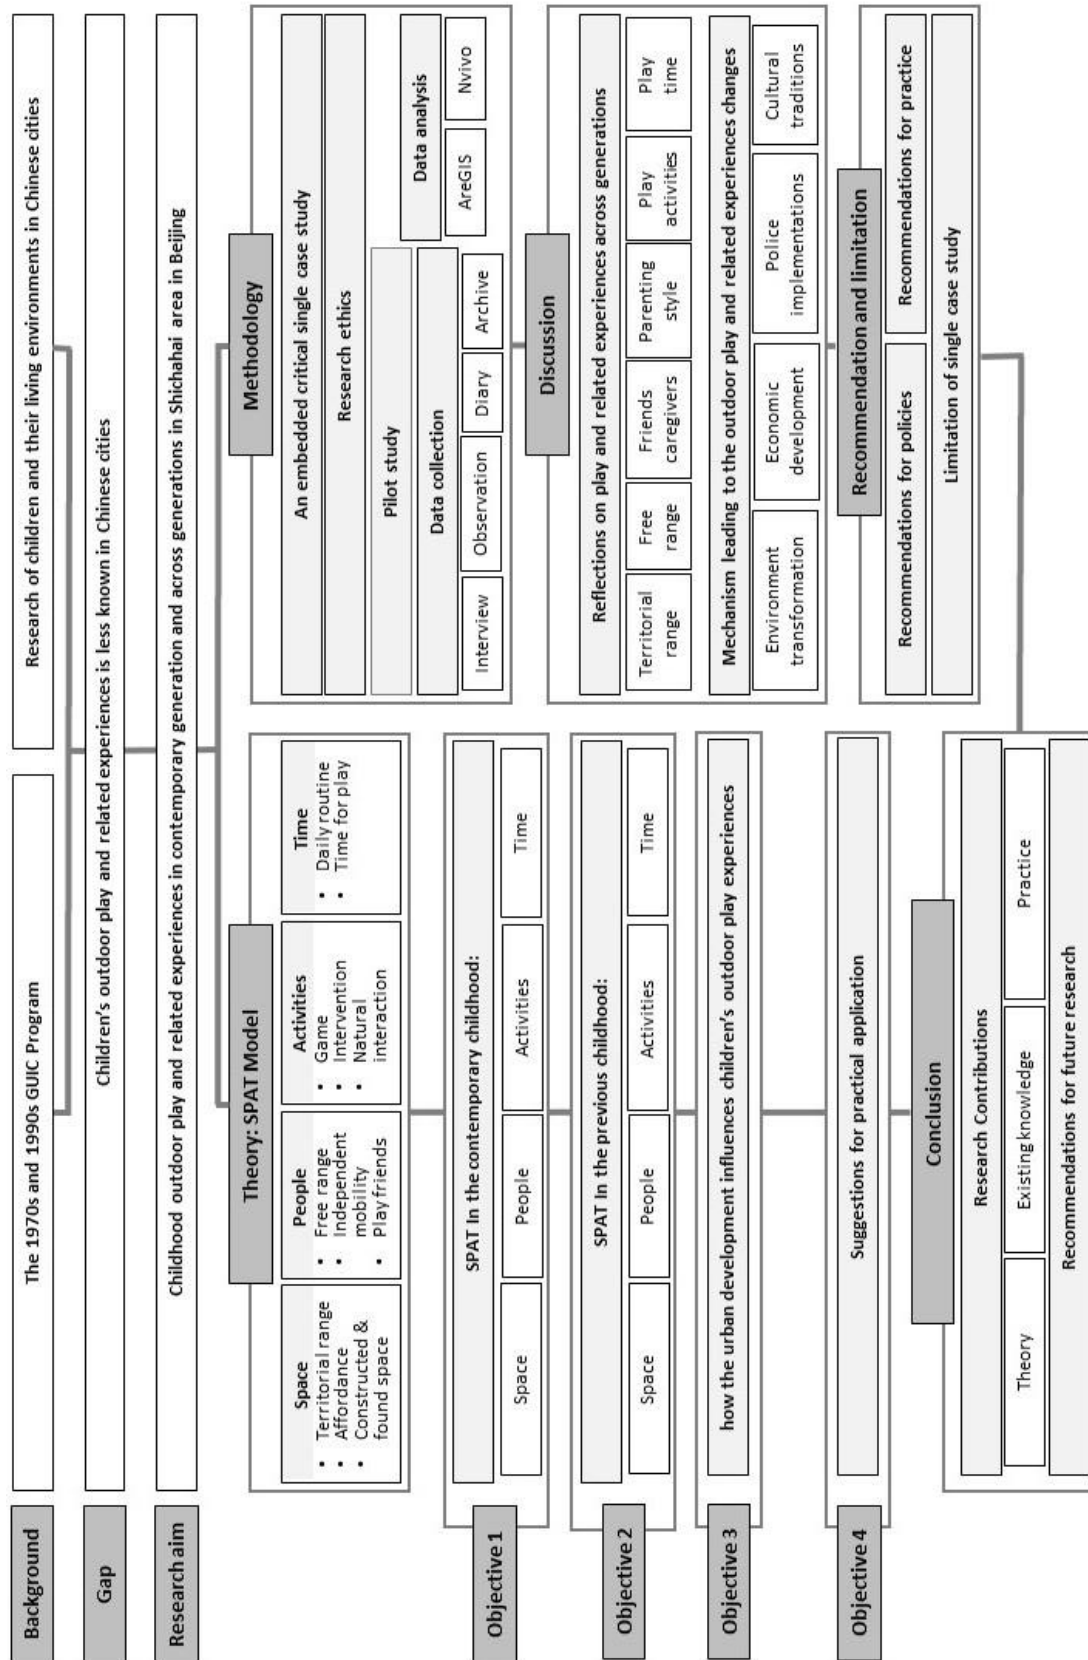 Background
The 1970s and 1990s GUIC Program
Research of children and their living environments in Chinese cities
Gap
Children's outdoor play and related experiences is less known in Chinese cities
Research aim
Childhood outdoor play and related experiences in contemporary generation and across generations in Shichahai area in Beijing
Theory: SPAT Model
Space
• Territorial range
• Affordance
• Constructed &
found space
People
• Free range
• Independent
mobility
• Playfriends
Activities
• Game
• Intervention
• Natural
interaction
Time
• Daily routine
• Time for play
Objective 1
SPAT In the contemporary childhood:
Space
People
Activities
Time
Objective 2
SPAT In the previous childhood:
Space
People
Activities
Time
Objective 3
how the urban development influences children's outdoor play experiences
Objective 4
Suggestions for practical application
Methodology
An embedded critical single case study
Research ethics
Pilot study
Data collection
Interview
Observation
Diary
Archive
Data analysis
AreGIS
Nvivo
Discussion
Reflections on play and related experiences across generations
Territorial
range
Free
range
Friends
caregivers
Parenting
style
Play
activities
Play
time
Mechanism leading to the outdoor play and related experiences changes
Environment
transformation
Economic
development
Police
implementations
Cultural
traditions
Recommendation and limitation
Recommendations for policies
Recommendations for practice
Limitation of single case study
Conclusion
Research Contributions
Theory
Existing knowledge
Practice
Recommendations for future research